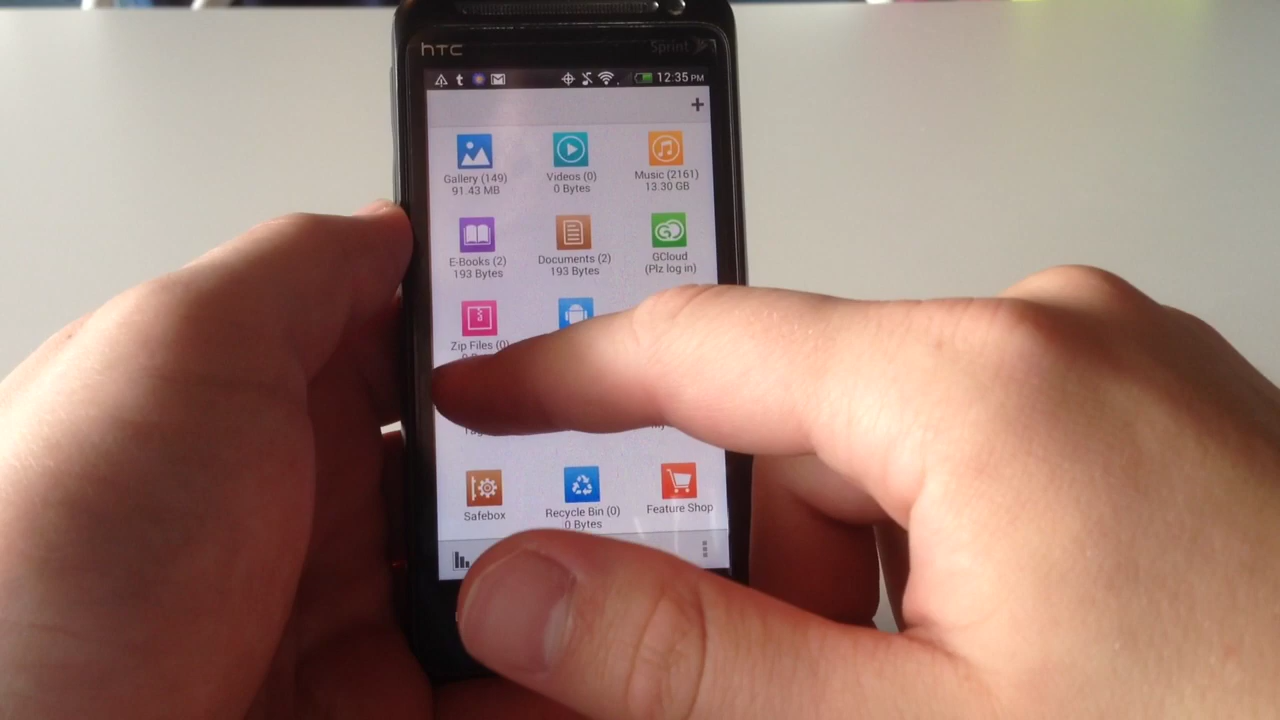 htc
Sprint
12:35 PM
Gallery (149)
91.43 MB
Videos (0)
0 Bytes
Music (2161)
13.30 GB
E-Books (2)
193 Bytes
Documents (2)
193 Bytes
GCloud
(Plz log in)
Zip Files (0)
Safebox
Recycle Bin (0)
0 Bytes
Feature Shop